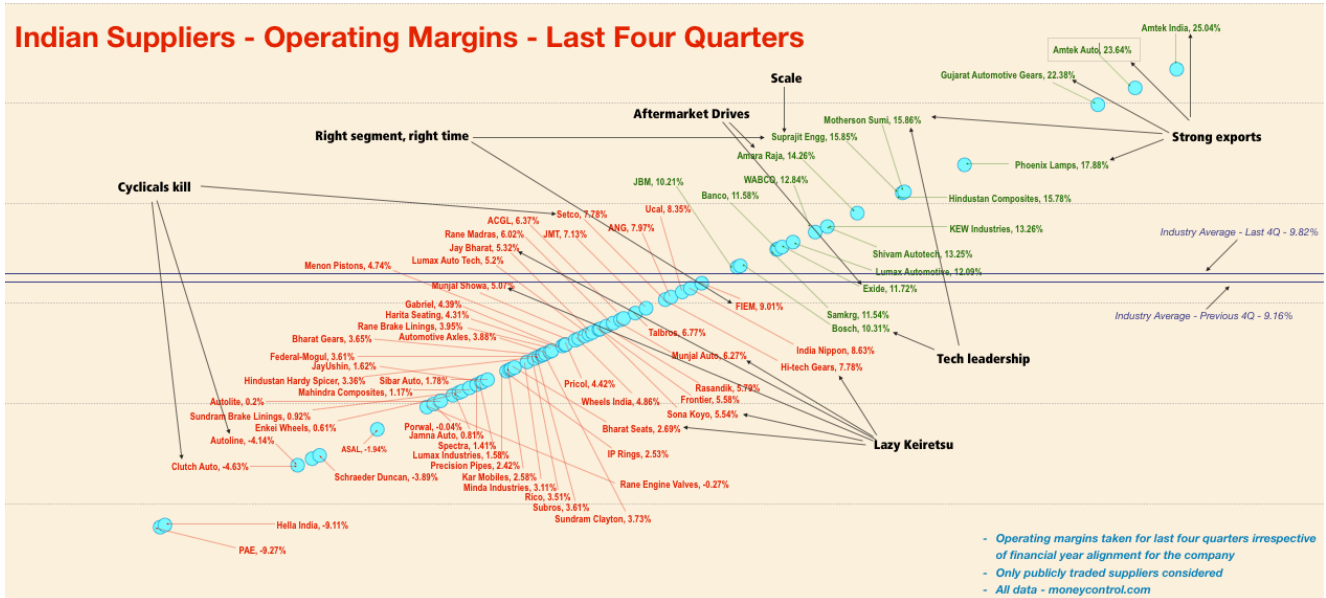 Indian Suppliers - Operating Margins - Last Four Quarters
Amtek India, 25.04%
Amtek Auto, 23.64%
Gujarat Automotive Gears, 22.38%
Scale
Aftermarket Drives
Motherson Sumi, 15.86%
Right segment, right time
Suprajit Engg, 15.85%
Strong exports
Amara Raja, 14.26%
Phoenix Lamps, 17.88%
Cyclicals kill
JBM, 10.21%
WABCO, 12.84%
Banco, 11.58%
Hindustan Composites, 15.78%
Setco, 7.78%
Ucal, 8.35%
ACGL, 6.37%
ANG, 7.97%
KEW Industries, 13.26%
Industry Average - Last 4Q - 9.82%
Rane Madras, 6.02%
JMT, 7.13%
Jay Bharat, 5.32%
Shivam Autotech, 13.25%
Lumax Auto Tech, 5.2%
Menon Pistons, 4.74%
Lumax Automotive, 12.09%
Munjal Showa, 5.07%
Exide, 11.72%
Gabriel, 4.39%
FIEM, 9.01%
Harita Seating, 4.31%
Samkrg, 11.54%
Industry Average - Previous 4Q - 9.16%
Rane Brake Linings, 3.95%
Bosch, 10.31%
Automotive Axles, 3.88%
Talbros, 6.77%
Bharat Gears, 3.65%
India Nippon, 8.63%
Federal-Mogul, 3.61%
Munjal Auto, 6.27%
Tech leadership
JayUshin, 1.62%
Hi-tech Gears, 7.78%
Hindustan Hardy Spicer, 3.36%
Sibar Auto, 1.78%
Pricol, 4.42%
Rasandik, 5.79%
Mahindra Composites, 1.17%
Wheels India, 4.86%
Frontier, 5.58%
Autolite, 0.2%
Sona Koyo, 5.54%
Sundram Brake Linings, 0.92%
Enkei Wheels, 0.61%
Porwal, -0.04%
Bharat Seats, 2.69%
Jamna Auto, 0.81%
Autoline, -4.14%
Spectra, 1.41%
Lazy Keiretsu
ASAL, -1.94%
Lumax Industries, 1.58%
IP Rings, 2.53%
Clutch Auto, -4.63%
Precision Pipes, 2.42%
Schraeder Duncan, -3.89%
Kar Mobiles, 2.58%
Rane Engine Valves, -0.27%
Minda Industries, 3.11%
Rico, 3.51%
Subros, 3.61%
Sundram Clayton, 3.73%
Hella India, -9.11%
PAE, -9.27%
- Operating margins taken for last four quarters irrespective
of financial year alignment for the company
- Only publicly traded suppliers considered
- All data - moneycontrol.com